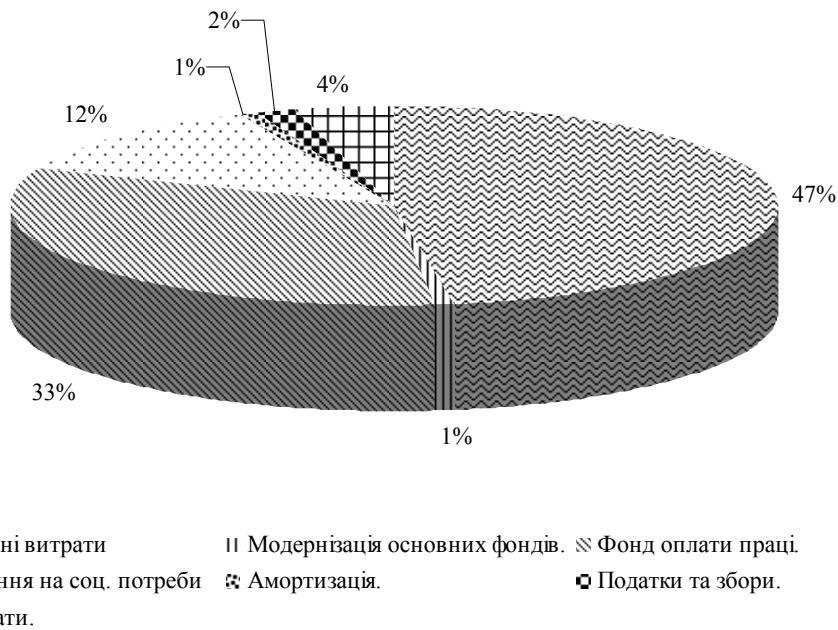 2%
1%
4%
12%
47%
33%
1%
ні витрати Модернізація основних фондів. Фонд оплати праці.
ння на соц. потреби Амортизація. Податки та збори.
ати.